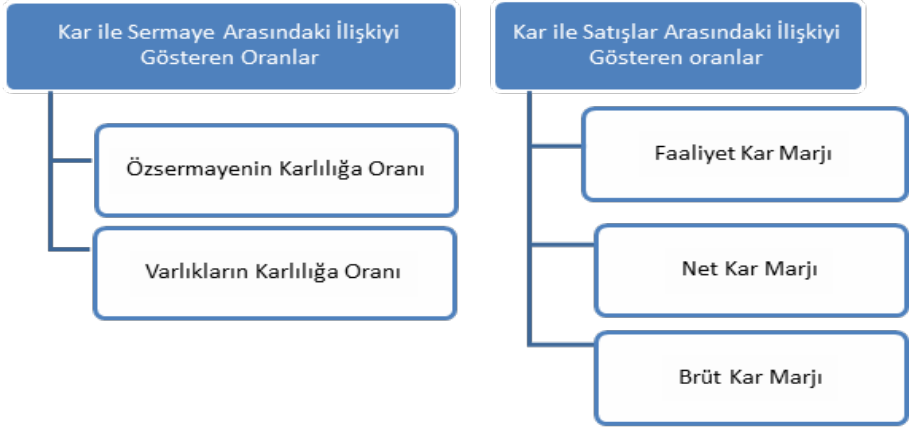 Kar ile Sermaye Arasındaki İlişkiyi
Gösteren Oranlar
Özsermayenin Karlılığa Oranı
Varlıkların Karlılığa Oranı
Kar ile Satışlar Arasındaki İlişkiyi
Gösteren oranlar
Faaliyet Kar Marjı
Net Kar Marjı
Brüt Kar Marjı